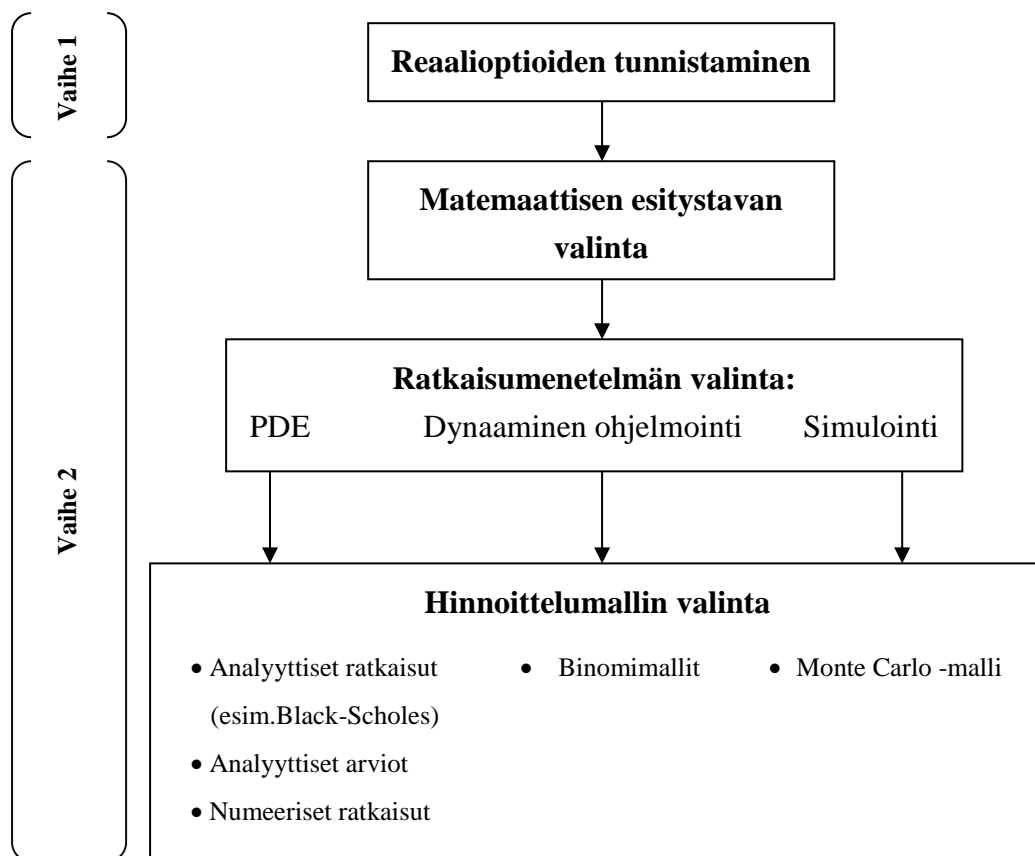 Vaihe 1
Reaalioptioiden tunnistaminen
Vaihe 2
Matemaattisen esitystavan
valinta
Ratkaisumenetelmän valinta:
PDE Dynaaminen ohjelmointi Simulointi
Hinnoittelumallin valinta
• Analyyttiset ratkaisut • Binomimallit • Monte Carlo -malli
(esim.Black-Scholes)
• Analyyttiset arviot
• Numeeriset ratkaisut